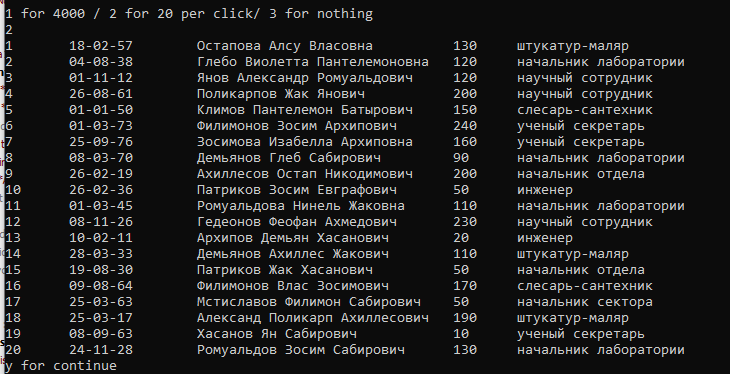 1 for 4000 / 2 for 20 per click/ 3 for nothing
2
1 18-02-57 Остапова Алсу Власовна 130 штукатур-маляр
2 04-08-38 Глебо Виолетта Пантелемоновна 120 начальник лаборатории
3 01-11-12 Янов Александр Ромуальдович 120 научный сотрудник
4 26-08-61 Поликарпов Жак Янович 200 научный сотрудник
5 01-01-50 Климов Пантелемон Батырович 150 слесарь-сантехник
6 01-03-73 Филимонов Зосим Архипович 240 ученый секретарь
7 25-09-76 Зосимова Изабелла Архиповна 160 ученый секретарь
8 08-03-70 Демьянов Глеб Сабирович 90 начальник лаборатории
9 26-02-19 Ахиллесов Остап Никодимович 200 начальник отдела
10 26-02-36 Патриков Зосим Евграфович 50 инженер
11 01-03-45 Ромуальдова Нинель Жаковна 110 начальник лаборатории
12 08-11-26 Гедеонов Феофан Ахмедович 230 научный сотрудник
13 10-02-11 Архипов Демьян Хасанович 20 инженер
14 28-03-33 Демьянов Ахиллес Жакович 110 штукатур-маляр
15 19-08-30 Патриков Жак Хасанович 50 начальник отдела
16 09-08-64 Филимонов Влас Зосимович 170 слесарь-сантехник
17 25-03-63 Мстиславов Филимон Сабирович 50 начальник сектора
18 25-03-17 Александ Поликарп Ахиллесович 190 штукатур-маляр
19 08-09-63 Хасанов Ян Сабирович 10 ученый секретарь
20 24-11-28 Ромуальдов Зосим Сабирович 130 начальник лаборатории
y for continue